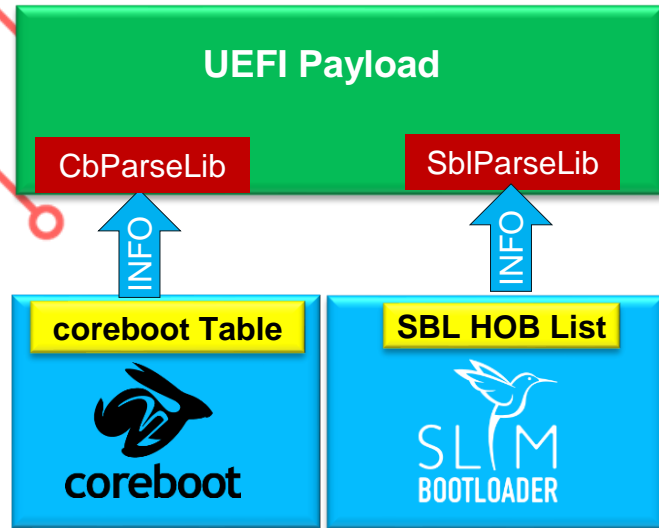 UEFI Payload
CbParseLib
SblParseLib
INFO
INFO
coreboot Table
SBL HOB List
coreboot
SLIM
BOOTLOADER